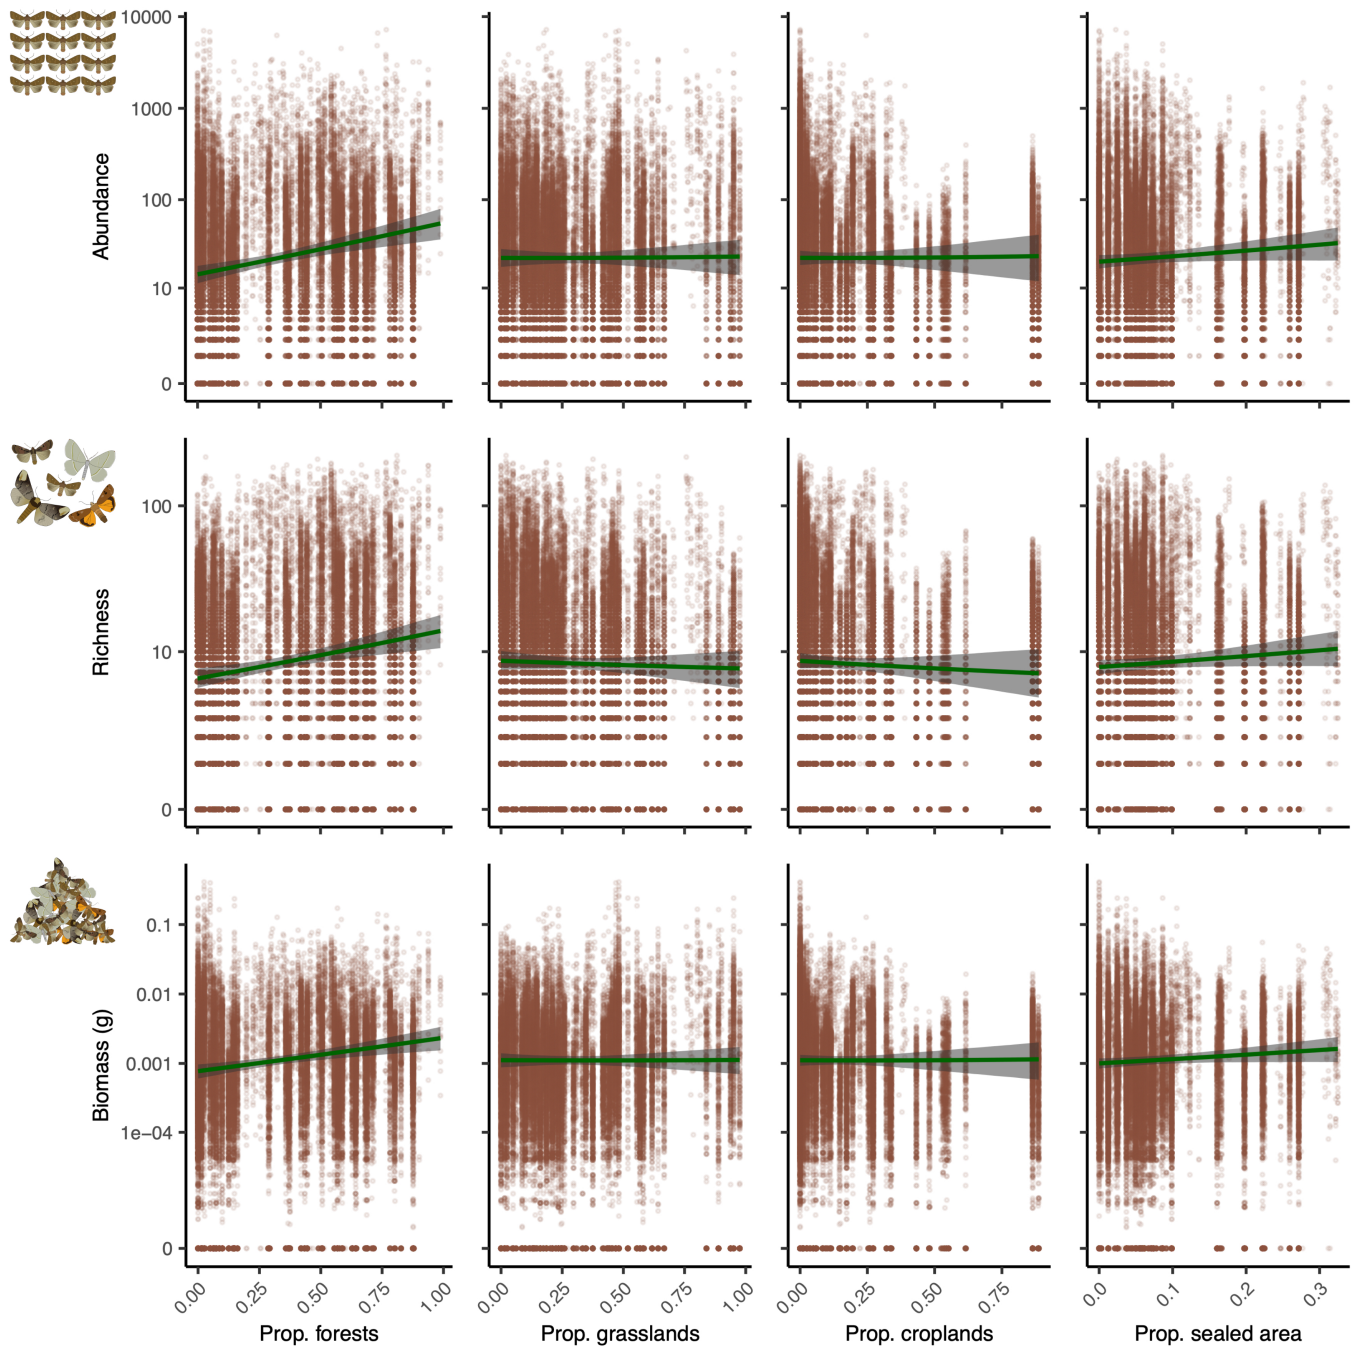 10000
1000
100
10
0
Abundance
100
10
0
Richness
0.1
0.01
0.001
1e−04
0
Biomass (g)
0.00 0.25 0.50 0.75 1.00
0.00 0.25 0.50 0.75 1.00
0.00 0.25 0.50 0.75
0.0 0.1 0.2 0.3
Prop. forests
Prop. grasslands
Prop. croplands
Prop. sealed area